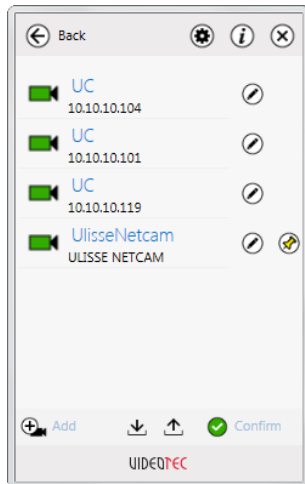 Back
UC
10.10.10.104
UC
10.10.10.101
UC
10.10.10.119
UlisseNetcam
ULISSE NETCAM
Add
Confirm
VIDEOTEC